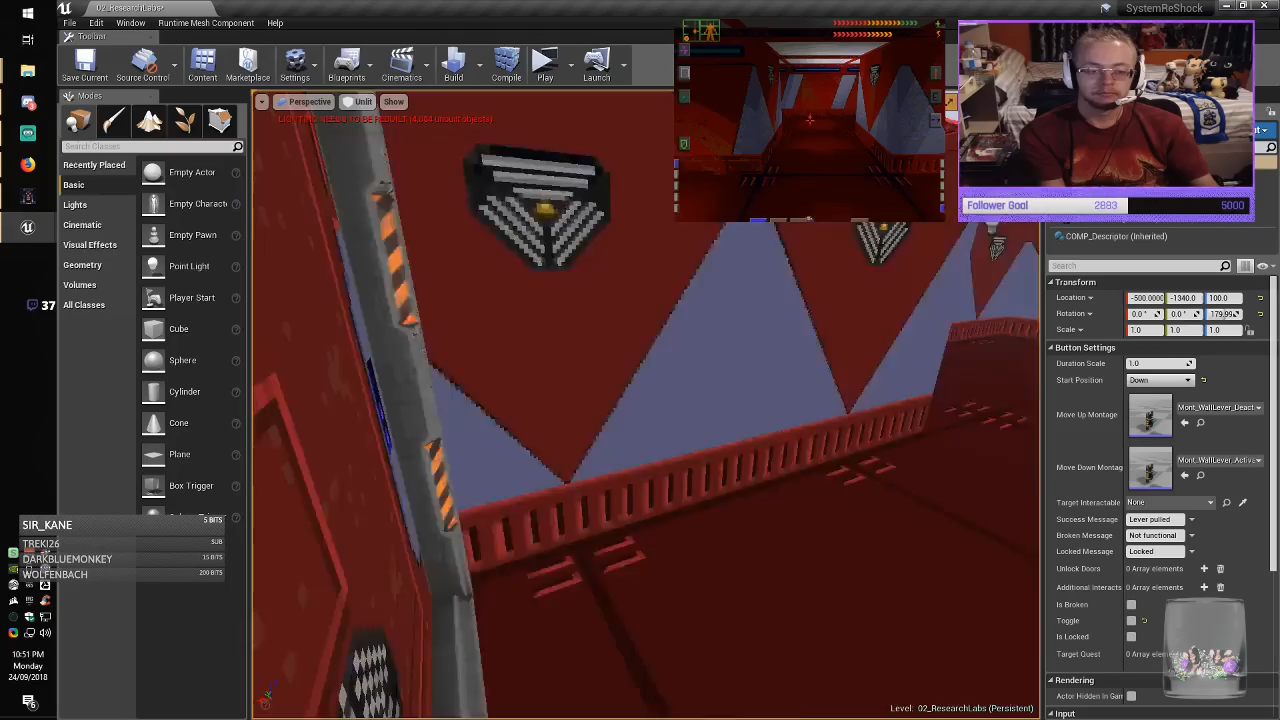 02_ResearchLabs*
SystemReShock
File Edit Window Mesh Component Help
Toolbar
Save Current
Source Control
Content
Marketplace
Settings
Blueprints
Cinematics
Build
Compile
Play
Launch
Modes
Search Classes
Recently Placed
Basic
Lights
Cinematic
Visual Effects
Geometry
Volumes
All Classes
Empty Actor
Empty Charact
Empty Pawn
Point Light
Player Start
Cube
Sphere
Cylinder
Cone
Plane
Box Trigger
Perspective
Unlit
Show
LIGHTING NEEDS TO BE REBUILT (4,084 unbuilt objects)
Level: 02_ResearchLabs (Persistent)
Follower Goal 2883 5000
COMP_Descriptor (Inherited)
Search
Transform
Location -500.0000 -1340.0 100.0
Rotation 0.0 ° 0.0 ° 179.99
Scale 1.0 1.0 1.0
Button Settings
Duration Scale 1.0
Start Position Down
Move Up Montage Mont_WallLever_Deact
Move Down Montag Mont_WallLever_Activa
Target Interactable None
Success Message Lever pulled
Broken Message Not functional
Locked Message Locked
Unlock Doors 0 Array elements
Additional Interacts 0 Array elements
Is Broken
Toggle
Is Locked
Target Quest 0 Array elem
Rendering
Actor Hidden In Gam
Input
37
SIR_KANE 5 BITS
TREKI26 SUB
DARKBLUEMONKEY 15 BITS
WOLFENBACH 200 BITS
10:51 PM
Monday
24/09/2018